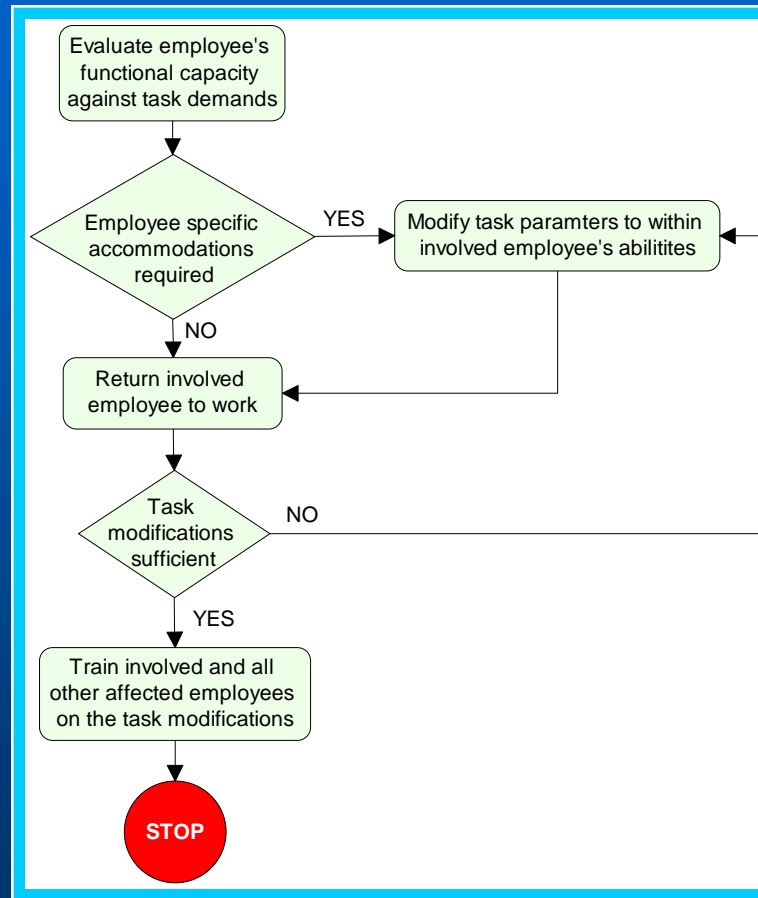 Evaluate employee's
functional capacity
against task demands
Employee specific
accommodations
required
YES
Modify task paramters to within
involved employee's abilitites
NO
Return involved
employee to work
Task
modifications
sufficient
NO
YES
Train involved and all
other affected employees
on the task modifications
STOP